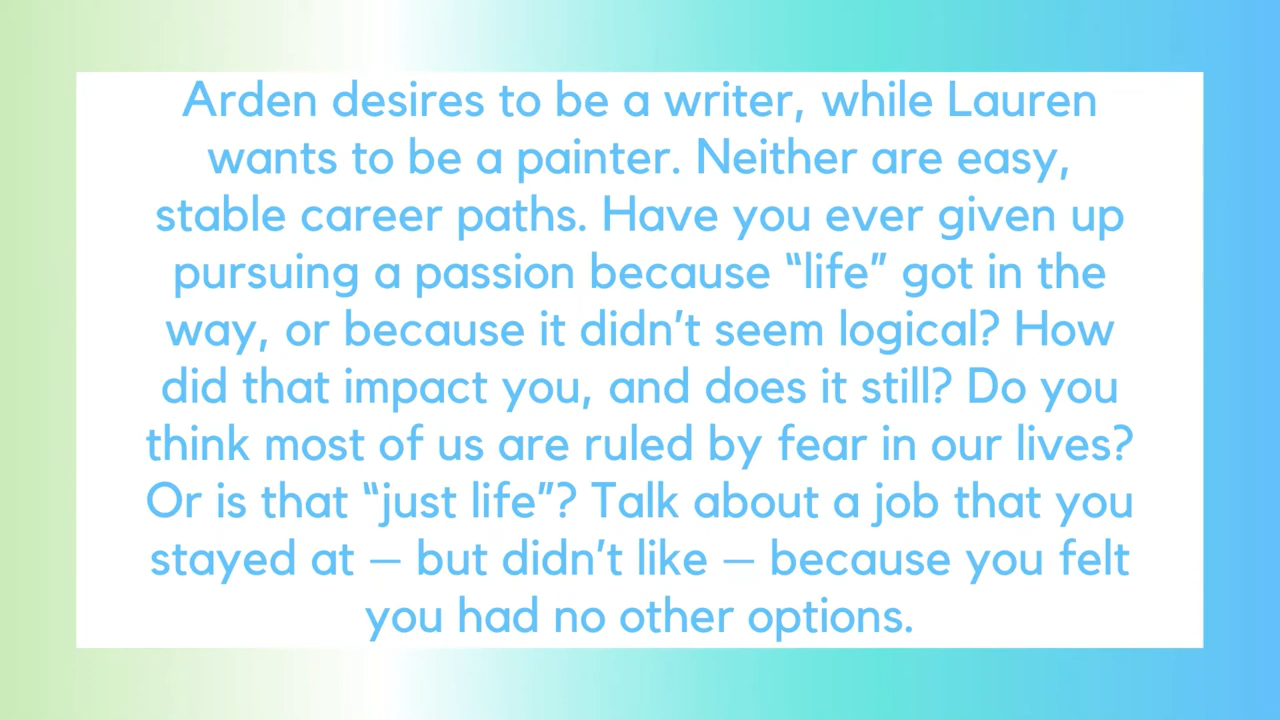 Arden desires to be a writer, while Lauren
wants to be a painter. Neither are easy,
stable career paths. Have you ever given up
pursuing a passion because “life” got in the
way, or because it didn’t seem logical? How
did that impact you, and does it still? Do you
think most of us are ruled by fear in our lives?
Or is that “just life”? Talk about a job that you
stayed at — but didn’t like — because you felt
you had no other options.